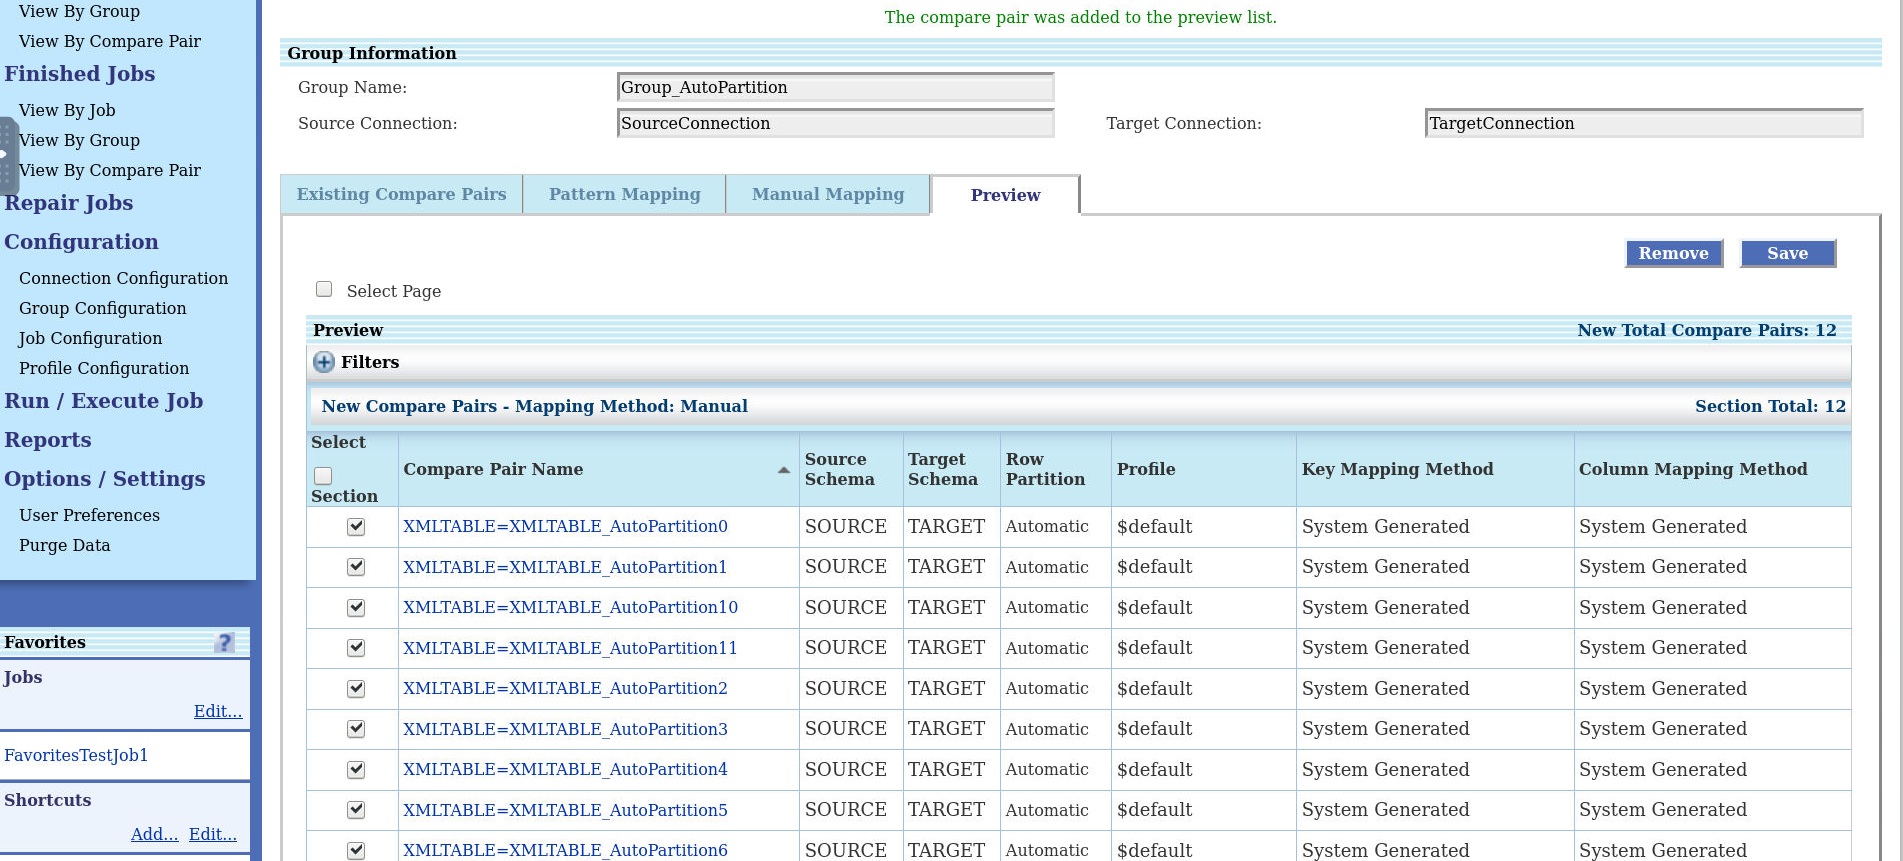 View By Group
View By Compare Pair
Finished Jobs
View By Job
View By Group
View By Compare Pair
Repair Jobs
Configuration
Connection Configuration
Group Configuration
Job Configuration
Profile Configuration
Run / Execute Job
Reports
Options / Settings
User Preferences
Purge Data
Favorites ?
Jobs
Edit...
FavoritesTestJob1
Shortcuts
Add... Edit...
The compare pair was added to the preview list.
Group Information
Group Name: Group_AutoPartition
Source Connection: SourceConnection Target Connection: TargetConnection
Existing Compare Pairs Pattern Mapping Manual Mapping Preview
Remove Save
Select Page
Preview New Total Compare Pairs: 12
Filters
New Compare Pairs - Mapping Method: Manual Section Total: 12
Select Section Compare Pair Name Source Schema Target Schema Row Partition Profile Key Mapping Method Column Mapping Method
XMLTABLE=XMLTABLE_AutoPartition0 SOURCE TARGET Automatic $default System Generated System Generated
XMLTABLE=XMLTABLE_AutoPartition1 SOURCE TARGET Automatic $default System Generated System Generated
XMLTABLE=XMLTABLE_AutoPartition10 SOURCE TARGET Automatic $default System Generated System Generated
XMLTABLE=XMLTABLE_AutoPartition11 SOURCE TARGET Automatic $default System Generated System Generated
XMLTABLE=XMLTABLE_AutoPartition2 SOURCE TARGET Automatic $default System Generated System Generated
XMLTABLE=XMLTABLE_AutoPartition3 SOURCE TARGET Automatic $default System Generated System Generated
XMLTABLE=XMLTABLE_AutoPartition4 SOURCE TARGET Automatic $default System Generated System Generated
XMLTABLE=XMLTABLE_AutoPartition5 SOURCE TARGET Automatic $default System Generated System Generated
XMLTABLE=XMLTABLE_AutoPartition6 SOURCE TARGET Automatic $default System Generated System Generated